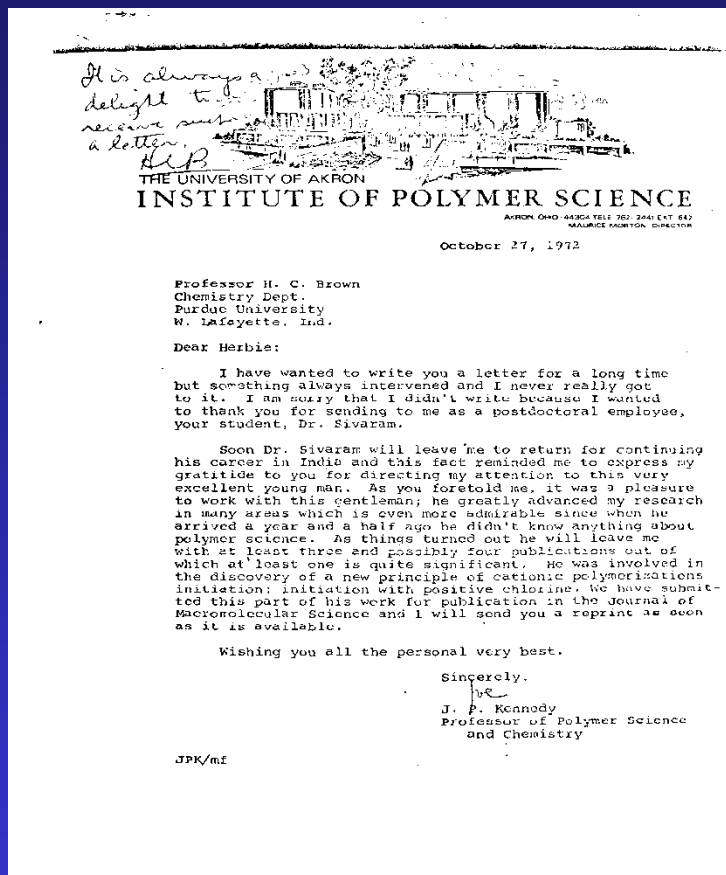 It is always a
delight to
receive such
a letter.
HCB
THE UNIVERSITY OF AKRON
INSTITUTE OF POLYMER SCIENCE
AKRON, OHIO 44304 TELE 762-2441 EXT 642
MAURICE MORTON DIRECTOR
October 27, 1972
Professor H. C. Brown
Chemistry Dept.
Purdue University
W. Lafayette, Ind.
Dear Herbie:
I have wanted to write you a letter for a long time
but something always intervened and I never really got
to it. I am sorry that I didn't write because I wanted
to thank you for sending to me as a postdoctoral employee,
your student, Dr. Sivaram.
Soon Dr. Sivaram will leave me to return for continuing
his career in India and this fact reminded me to express my
gratitide to you for directing my attention to this very
excellent young man. As you foretold me, it was a pleasure
to work with this gentleman; he greatly advanced my research
in many areas which is even more admirable since when he
arrived a year and a half ago he didn't know anything about
polymer science. As things turned out he will leave me
with at least three and possibly four publications out of
which at least one is quite significant. He was involved in
the discovery of a new principle of cationic polymerizations
initiation; initiation with positive chlorine. We have submit-
ted this part of his work for publication in the Journal of
Macromolecular Science and I will send you a reprint as soon
as it is available.
Wishing you all the personal very best.
Sincerely,
Joe
J. P. Kennedy
Professor of Polymer Science
and Chemistry
JPK/mf